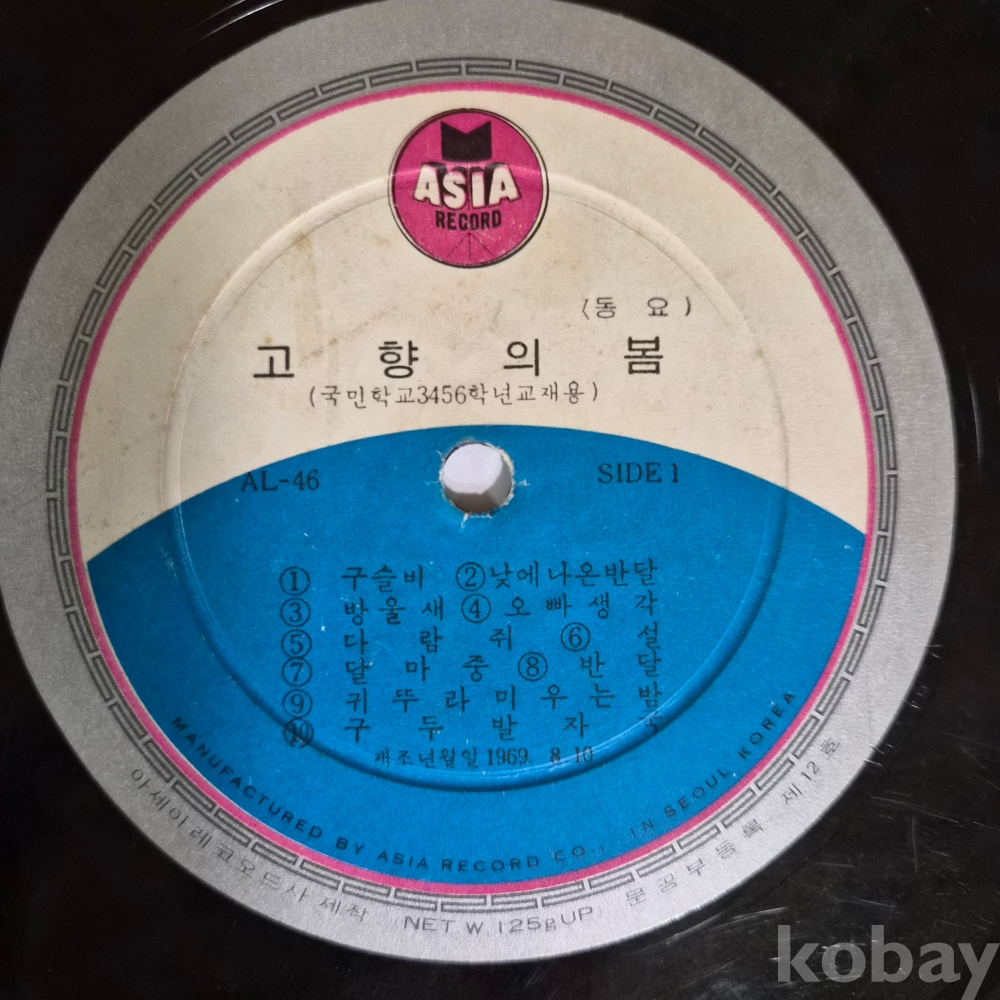 ASIA
RECORD
(동 요)
고 향 의 봄
(국민학교3456학년교재용)
AL-46 SIDE 1
① 구슬비 ②낮에나온반달
③ 방울새 ④ 오빠생각
⑤ 다람쥐 ⑥ 설
⑦ 달마중 ⑧ 반달
⑨ 귀뚜라미우는밤
⑩ 구두발자국
제조년월일 1969. 8. 10
MANUFACTURED BY ASIA RECORD CO., IN SEOUL KOREA
아세아레코오드사 제작 (NET W. 125g UP) 문공부등록 제12호
kobay